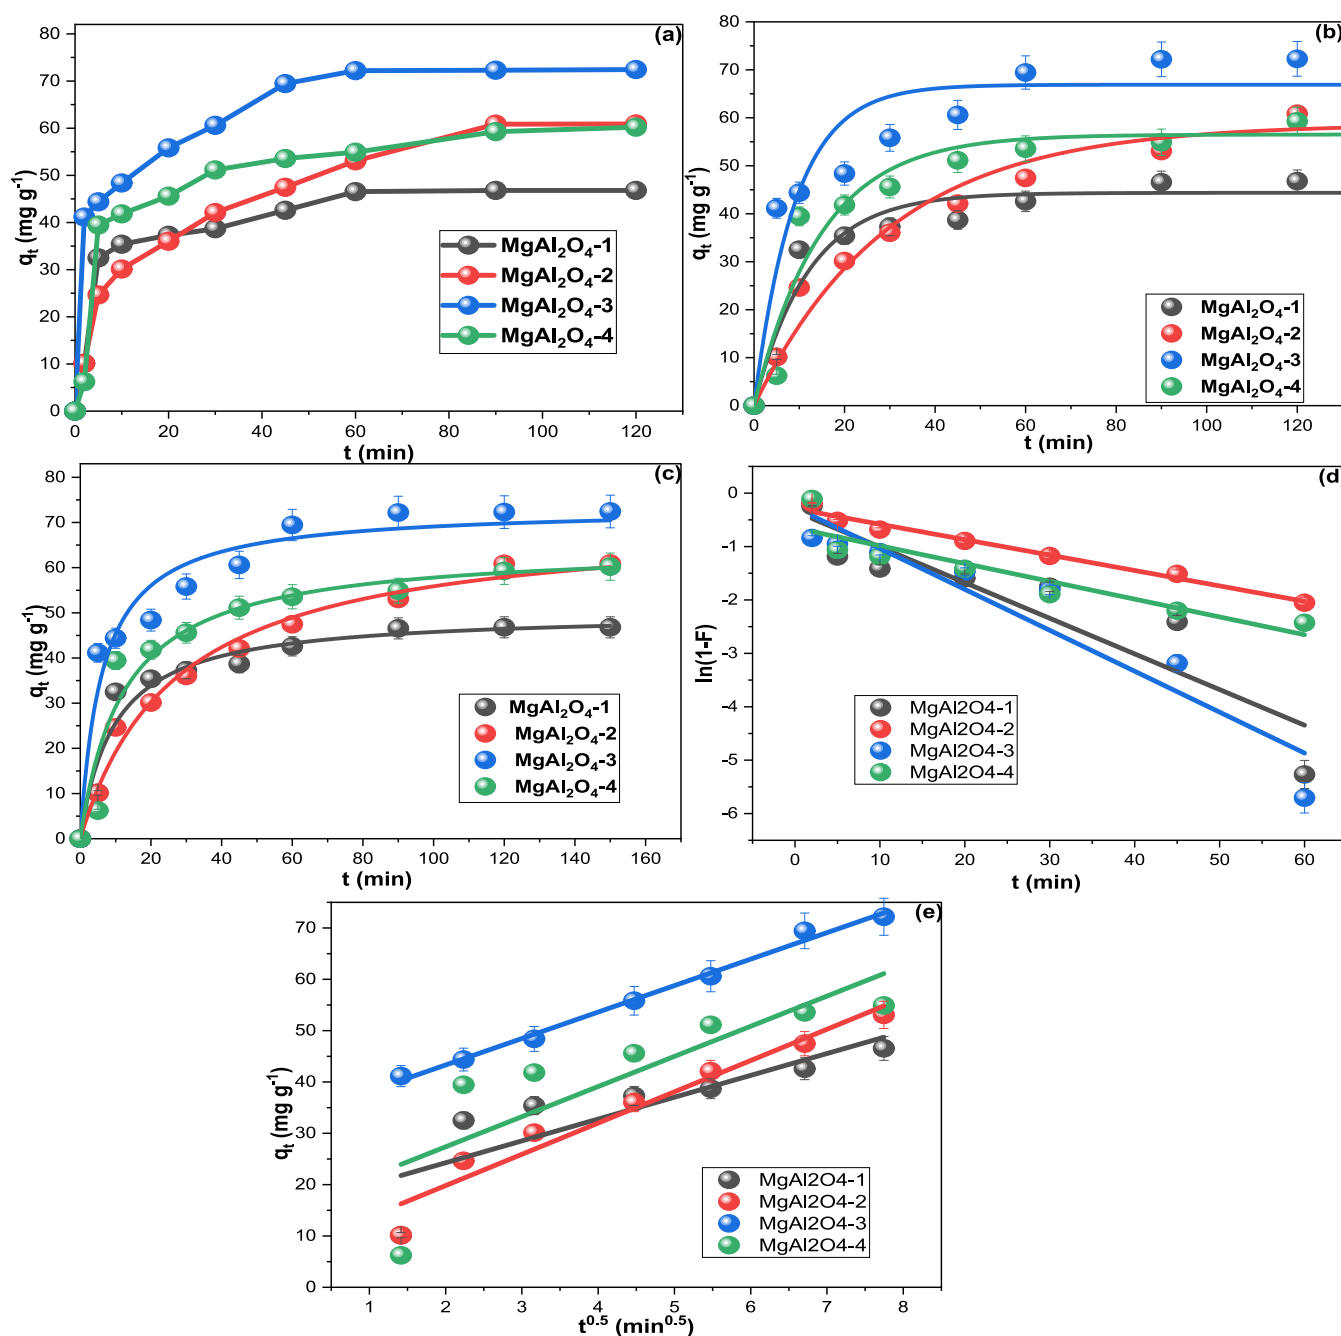 (a)
80
70
60
50
40
30
20
10
0
qt (mg g-1)
0 20 40 60 80 100 120
t (min)
MgAl2O4-1
MgAl2O4-2
MgAl2O4-3
MgAl2O4-4
(b)
80
70
60
50
40
30
20
10
0
qt (mg g-1)
0 20 40 60 80 100 120
t (min)
MgAl2O4-1
MgAl2O4-2
MgAl2O4-3
MgAl2O4-4
(c)
80
70
60
50
40
30
20
10
0
qt (mg g-1)
0 20 40 60 80 100 120 140 160
t (min)
MgAl2O4-1
MgAl2O4-2
MgAl2O4-3
MgAl2O4-4
(d)
0
-1
-2
-3
-4
-5
-6
ln(1-F)
0 10 20 30 40 50 60
t (min)
MgAl2O4-1
MgAl2O4-2
MgAl2O4-3
MgAl2O4-4
(e)
70
60
50
40
30
20
10
0
qt (mg g-1)
1 2 3 4 5 6 7 8
t0.5 (min0.5)
MgAl2O4-1
MgAl2O4-2
MgAl2O4-3
MgAl2O4-4